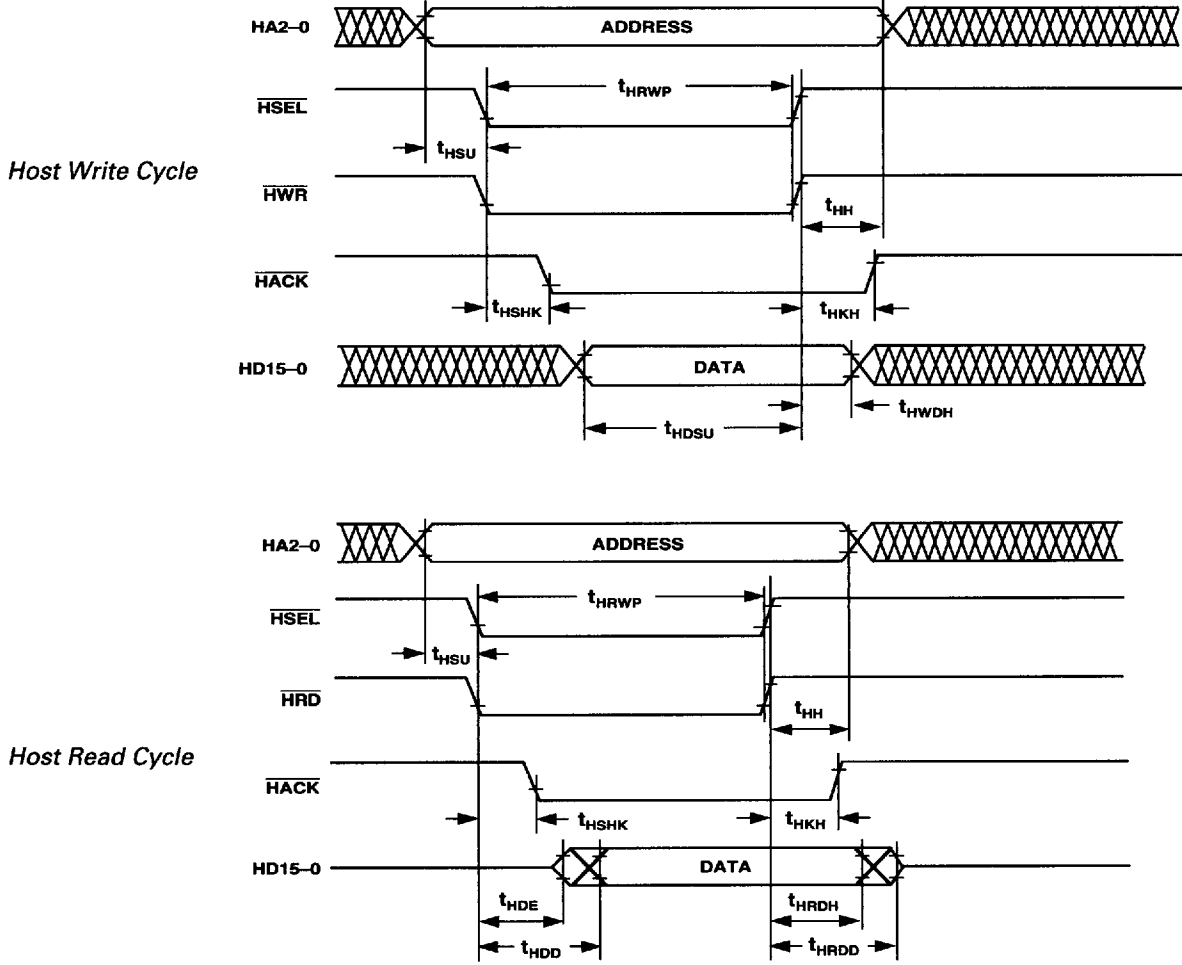 HA2–0 ADDRESS
tHRWP
HSEL
tHSU
Host Write Cycle
HWR
tHH
HACK
tHSHK tHKH
HD15–0 DATA
tHWDH
tHDSU
HA2–0 ADDRESS
tHRWP
HSEL
tHSU
HRD
tHH
Host Read Cycle
HACK
tHSHK tHKH
HD15–0 DATA
tHDE tHRDH
tHDD tHRDD